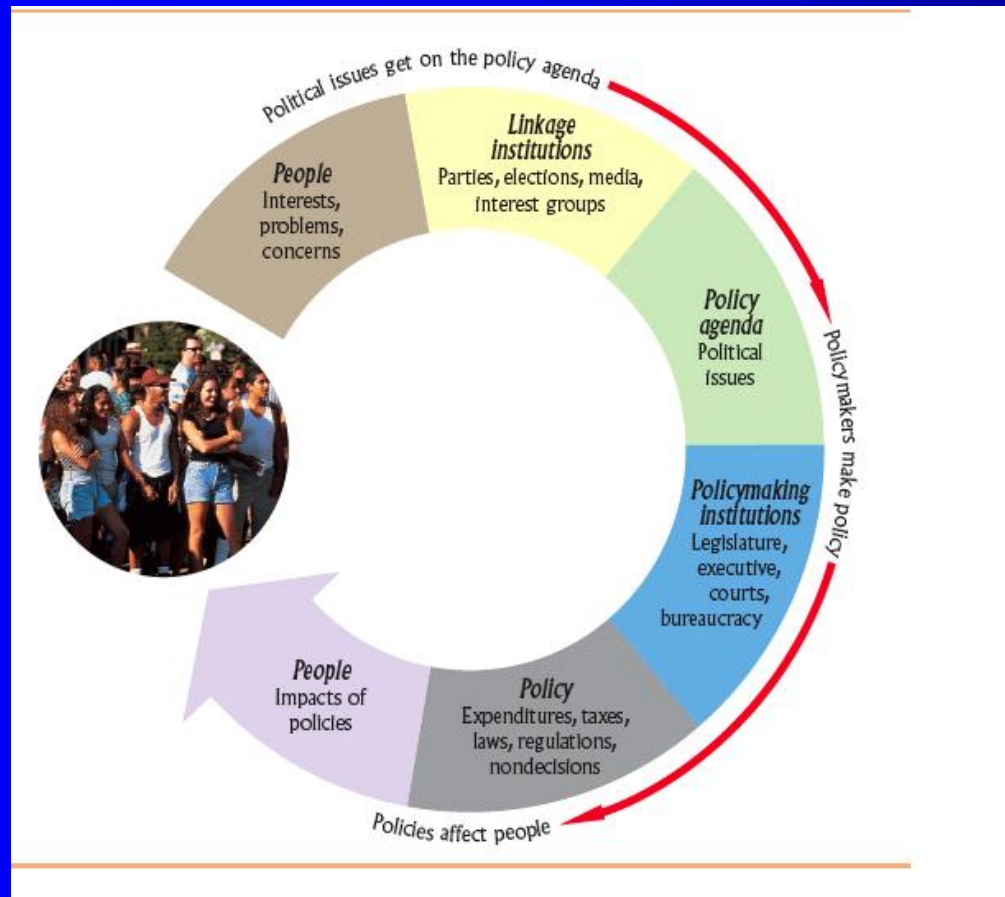 Political issues get on the policy agenda
People
Interests,
problems,
concerns
Linkage
institutions
Parties, elections, media,
interest groups
Policy
agenda
Political
issues
Policymakers make policy
Policymaking
institutions
Legislature,
executive,
courts,
bureaucracy
Policy
Expenditures, taxes,
laws, regulations,
nondecisions
People
Impacts of
policies
Policies affect people